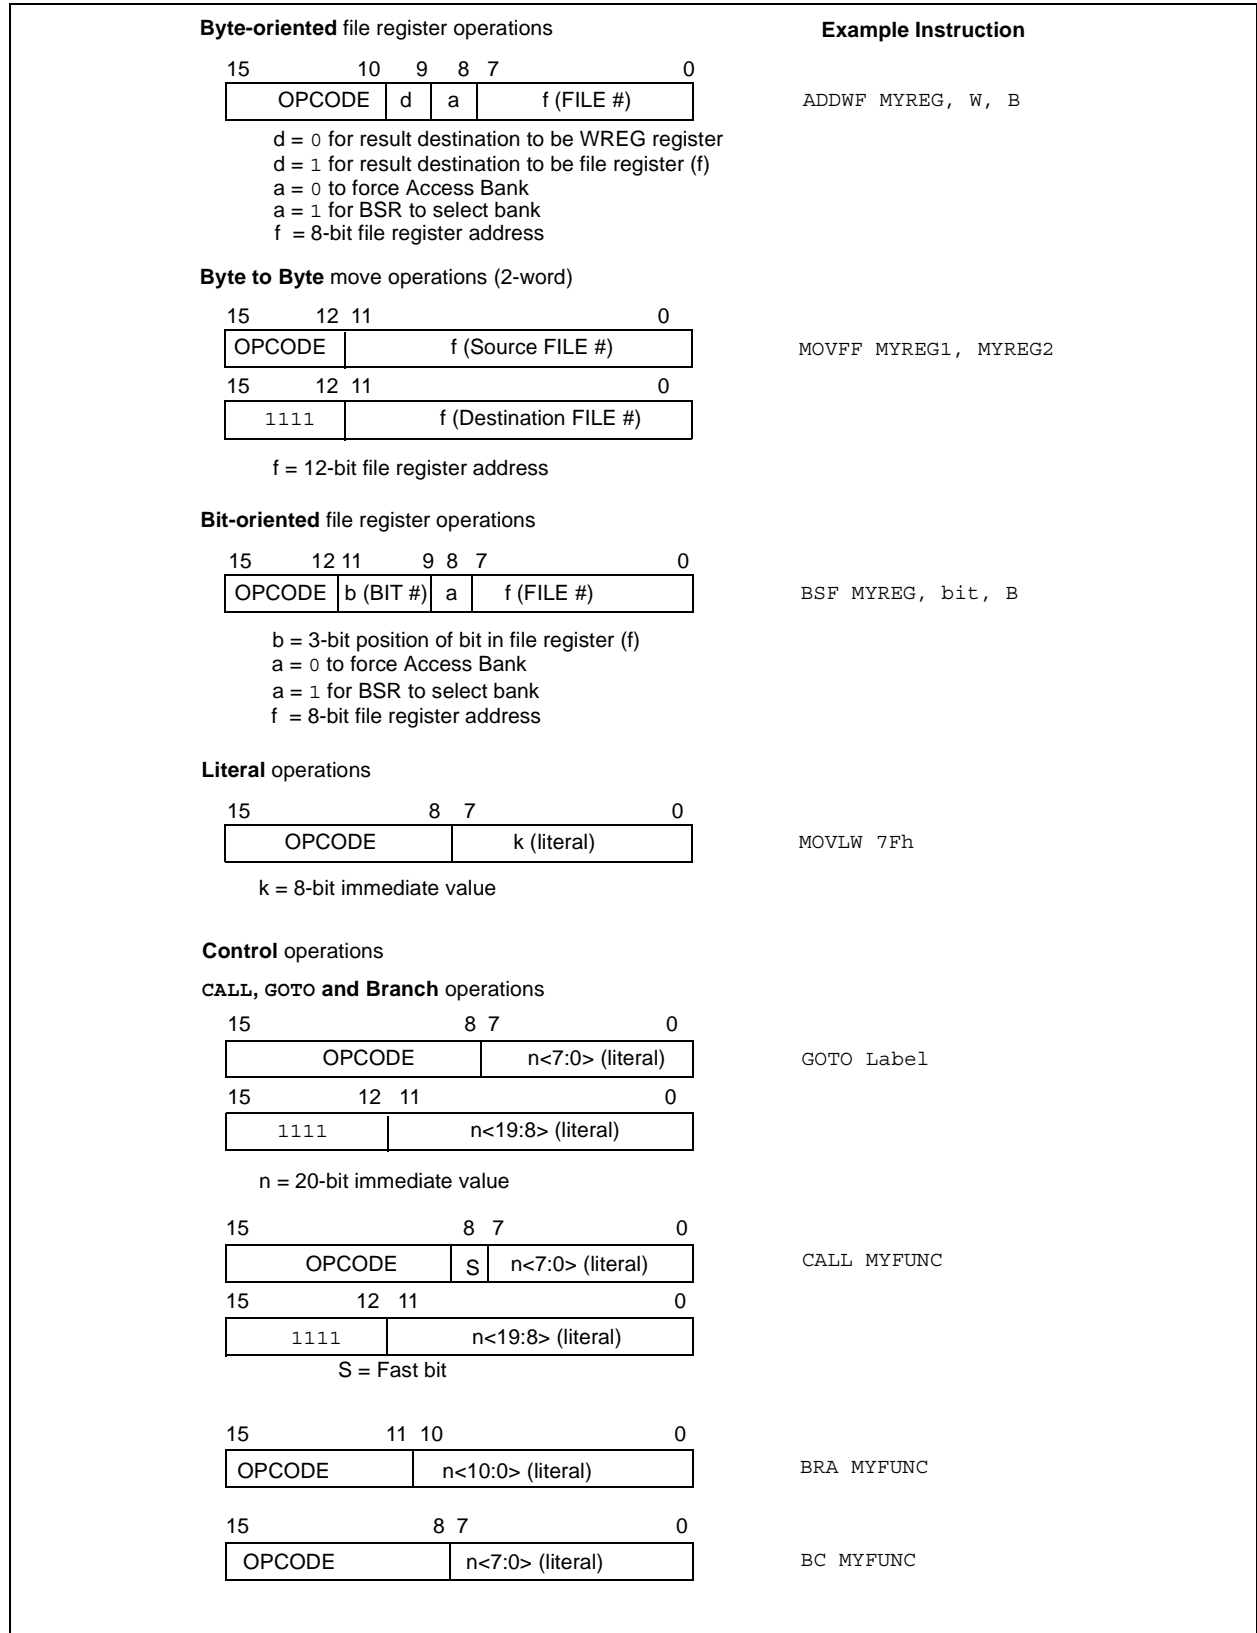 Byte-oriented file register operations
Example Instruction
15 10 9 8 7 0
OPCODE d a f (FILE #)
ADDWF MYREG, W, B
d = 0 for result destination to be WREG register
d = 1 for result destination to be file register (f)
a = 0 to force Access Bank
a = 1 for BSR to select bank
f = 8-bit file register address
Byte to Byte move operations (2-word)
15 12 11 0
OPCODE f (Source FILE #)
MOVFF MYREG1, MYREG2
15 12 11 0
1111 f (Destination FILE #)
f = 12-bit file register address
Bit-oriented file register operations
15 12 11 9 8 7 0
OPCODE b (BIT #) a f (FILE #)
BSF MYREG, bit, B
b = 3-bit position of bit in file register (f)
a = 0 to force Access Bank
a = 1 for BSR to select bank
f = 8-bit file register address
Literal operations
15 8 7 0
OPCODE k (literal)
MOVLW 7Fh
k = 8-bit immediate value
Control operations
CALL, GOTO and Branch operations
15 8 7 0
OPCODE n<7:0> (literal)
GOTO Label
15 12 11 0
1111 n<19:8> (literal)
n = 20-bit immediate value
15 8 7 0
OPCODE S n<7:0> (literal)
CALL MYFUNC
15 12 11 0
1111 n<19:8> (literal)
S = Fast bit
15 11 10 0
OPCODE n<10:0> (literal)
BRA MYFUNC
15 8 7 0
OPCODE n<7:0> (literal)
BC MYFUNC